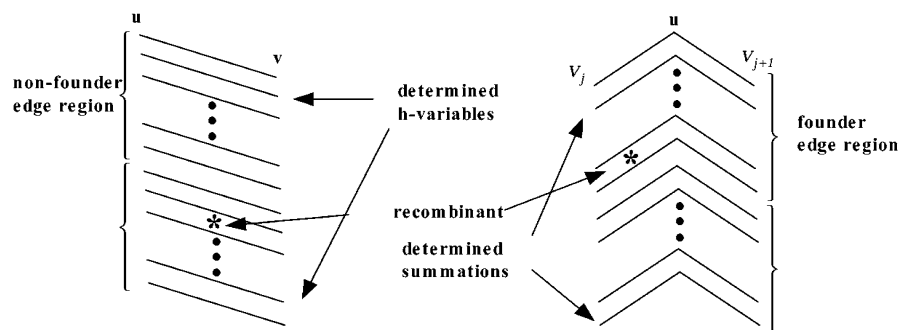 u
v
non-founder
edge region
determined
h-variables
recombinant
determined
summations
u
V_j
V_{j+1}
founder
edge region
*
*